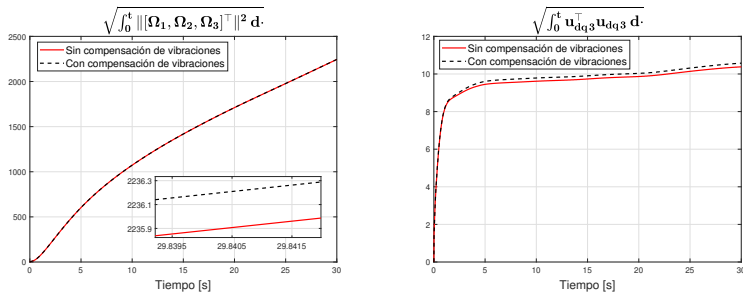 √∫₀ᵗ ‖[Ω₁, Ω₂, Ω₃]ᵀ‖² d·
2500
2000
1500
1000
500
0
Sin compensación de vibraciones
Con compensación de vibraciones
2236.3
2236.1
2235.9
29.8395 29.8405 29.8415
0 5 10 15 20 25 30
Tiempo [s]
√∫₀ᵗ u_dq3ᵀ u_dq3 d·
12
10
8
6
4
2
0
Sin compensación de vibraciones
Con compensación de vibraciones
0 5 10 15 20 25 30
Tiempo [s]